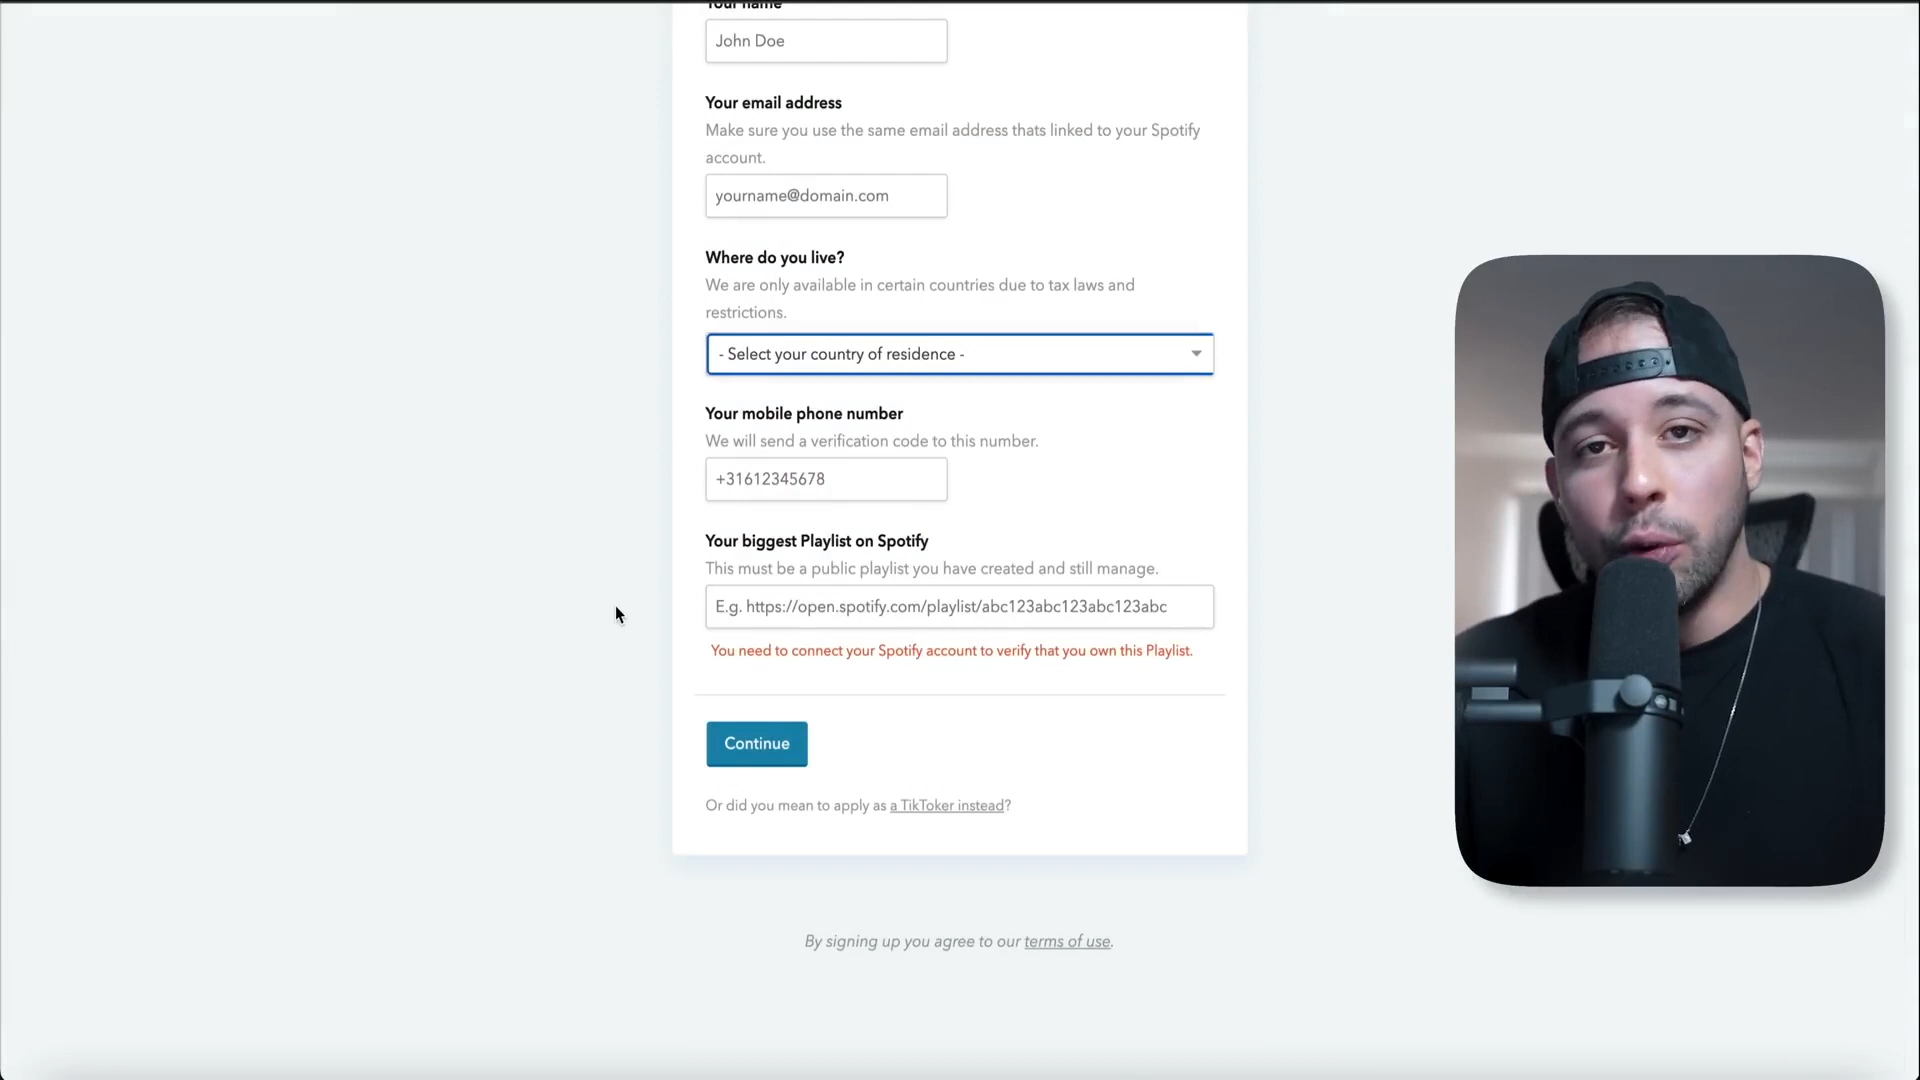 Your name
John Doe
Your email address
Make sure you use the same email address thats linked to your Spotify
account.
yourname@domain.com
Where do you live?
We are only available in certain countries due to tax laws and
restrictions.
- Select your country of residence -
Your mobile phone number
We will send a verification code to this number.
+31612345678
Your biggest Playlist on Spotify
This must be a public playlist you have created and still manage.
E.g. https://open.spotify.com/playlist/abc123abc123abc123abc
You need to connect your Spotify account to verify that you own this Playlist.
Continue
Or did you mean to apply as a TikToker instead?
By signing up you agree to our terms of use.